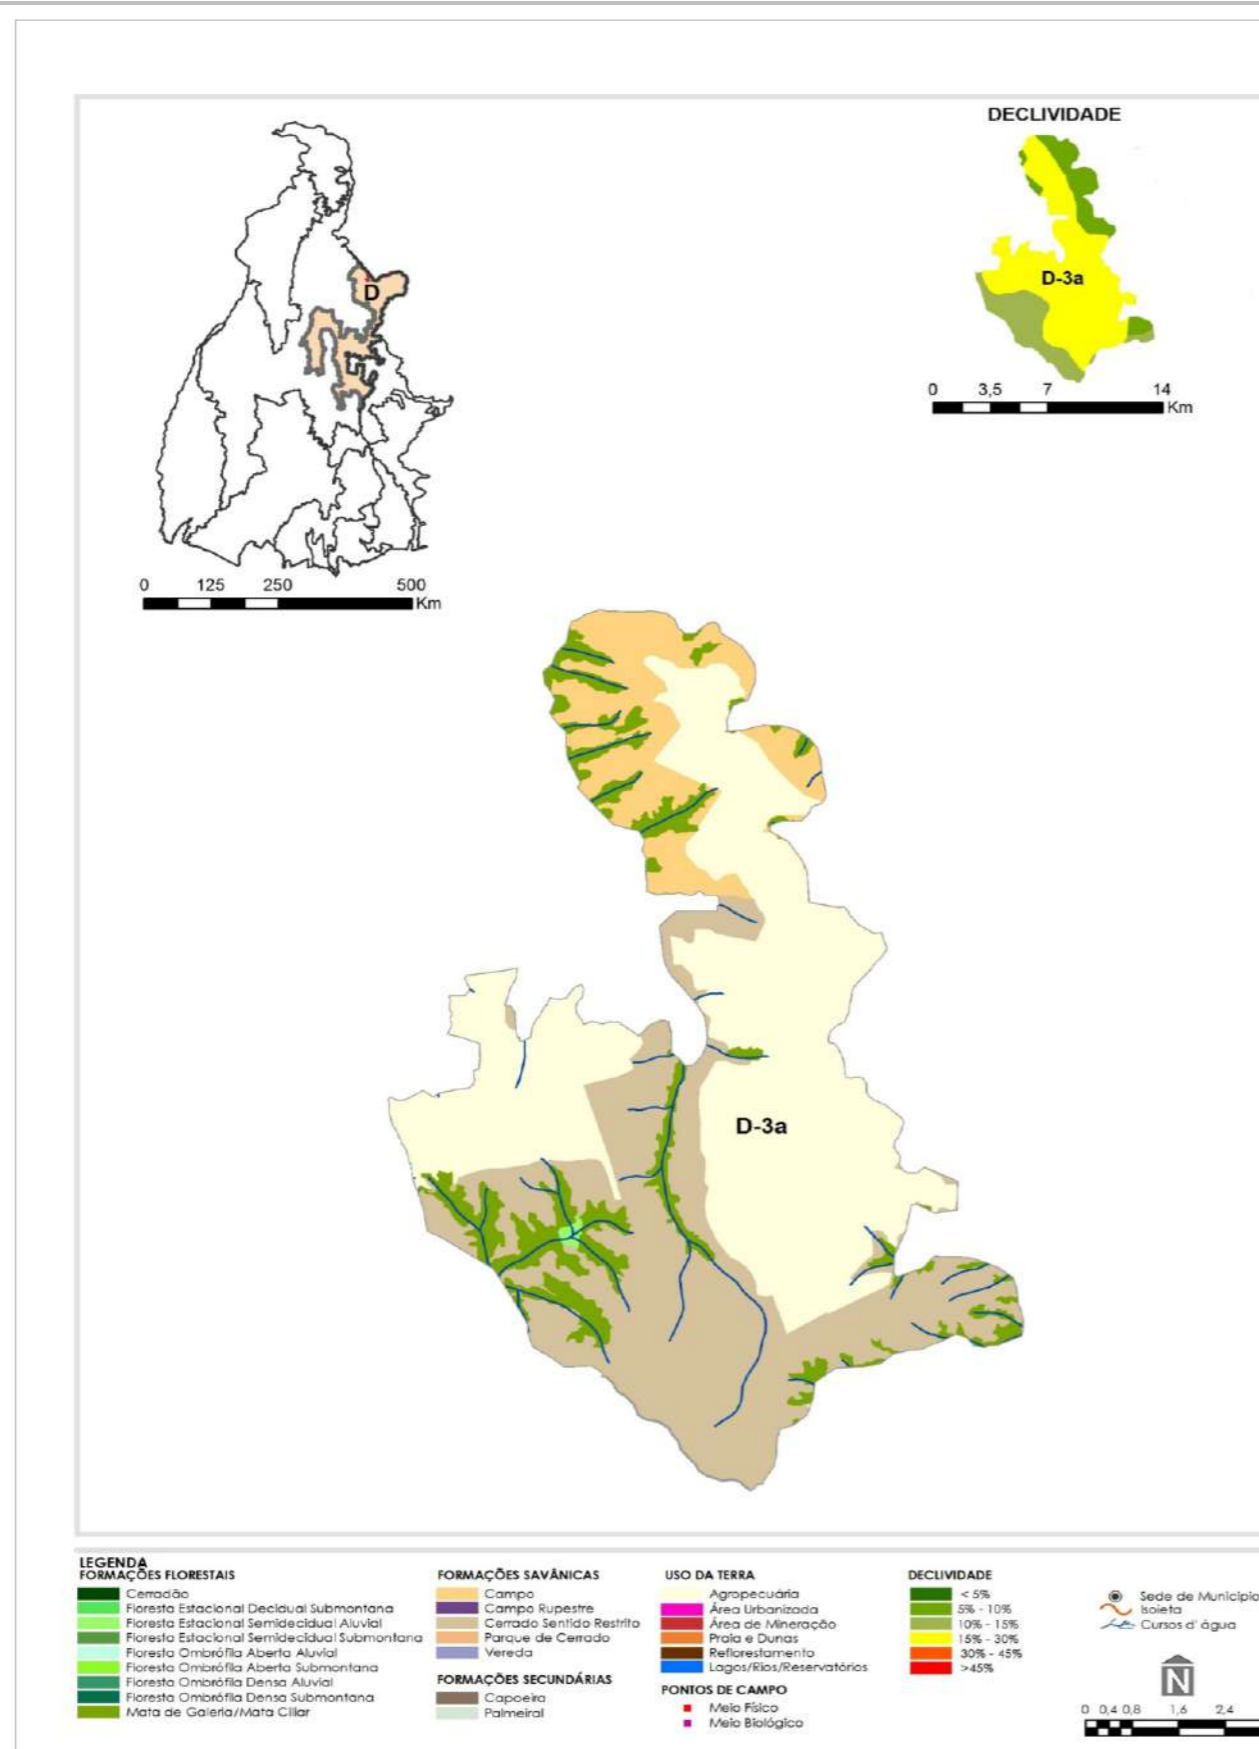 DECLIVIDADE
D
D-3a
0 3,5 7 14
Km
0 125 250 500
Km
D-3a
LEGENDA
FORMAÇÕES FLORESTAIS
Cerradão
Floresta Estacional Decidual Submontana
Floresta Estacional Semidecidual Aluvial
Floresta Estacional Semidecidual Submontana
Floresta Ombrófila Aberta Aluvial
Floresta Ombrófila Aberta Submontana
Floresta Ombrófila Densa Aluvial
Floresta Ombrófila Densa Submontana
Mata de Galeria/Mata Ciliar
FORMAÇÕES SAVÂNICAS
Campo
Campo Rupestre
Cerrado Sentido Restrito
Parque de Cerrado
Vereda
FORMAÇÕES SECUNDÁRIAS
Capoeira
Palmeiral
USO DA TERRA
Agropecuária
Área Urbanizada
Área de Mineração
Praia e Dunas
Reflorestamento
Lagos/Rios/Reservatórios
PONTOS DE CAMPO
Meio Físico
Meio Biológico
DECLIVIDADE
< 5%
5% - 10%
10% - 15%
15% - 30%
30% - 45%
>45%
Sede de Município
Isoieta
Cursos d' água
N
0 0,4 0,8 1,6 2,4